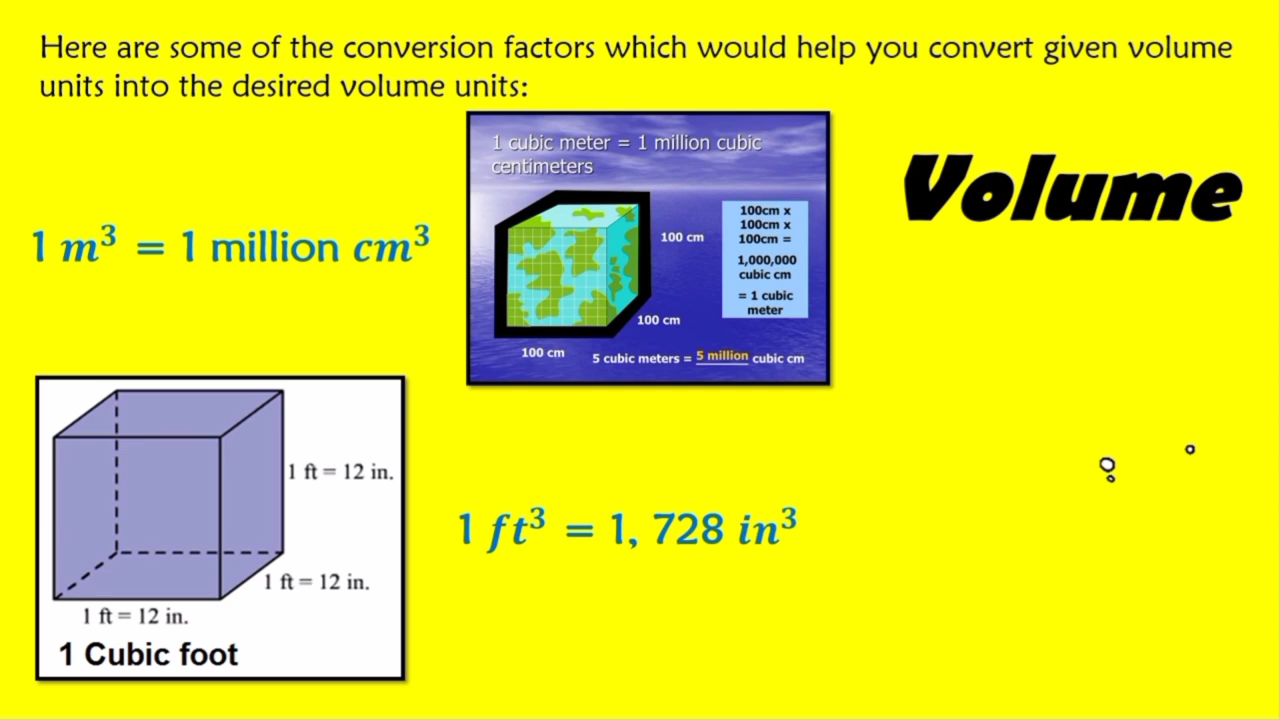 Here are some of the conversion factors which would help you convert given volume
units into the desired volume units:
Volume
1 m³ = 1 million cm³
1 cubic meter = 1 million cubic
centimeters
100 cm
100 cm
100 cm
100cm x
100cm x
100cm =
1,000,000
cubic cm
= 1 cubic
meter
5 cubic meters = 5 million cubic cm
1 ft = 12 in.
1 ft = 12 in.
1 ft = 12 in.
1 Cubic foot
1 ft³ = 1, 728 in³